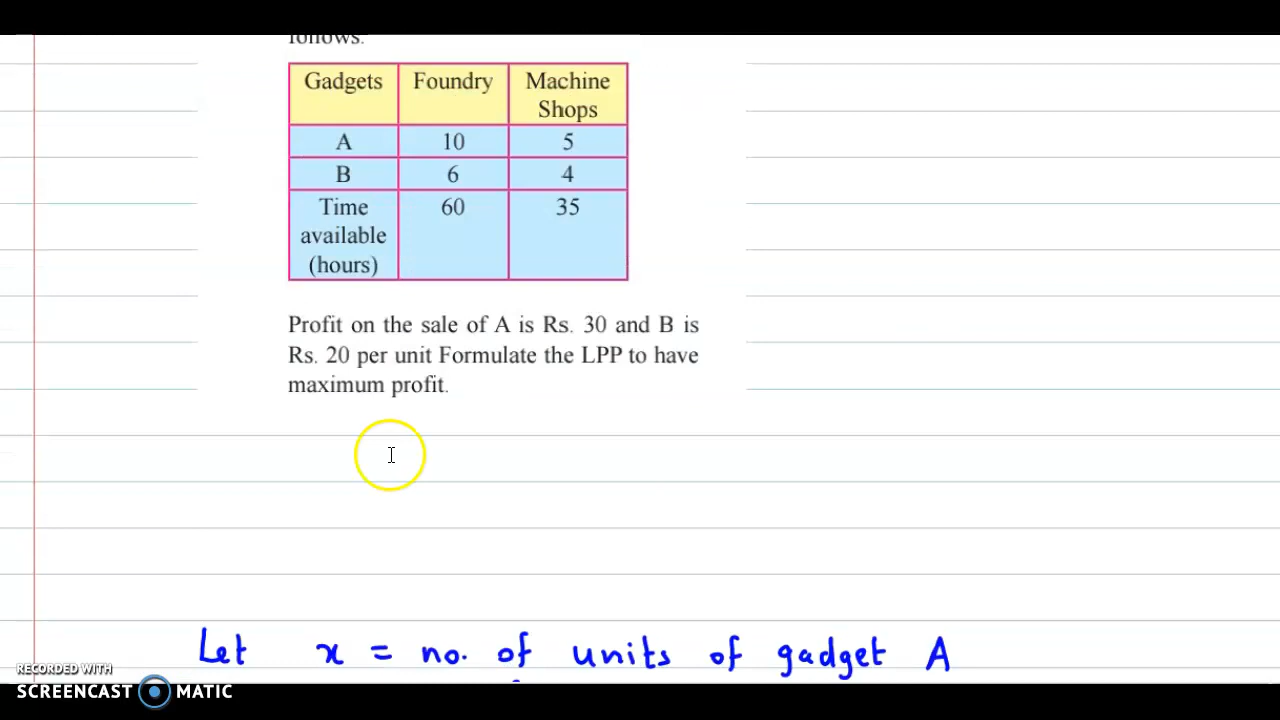 follows.
Gadgets Foundry Machine Shops
A 10 5
B 6 4
Time available (hours) 60 35
Profit on the sale of A is Rs. 30 and B is
Rs. 20 per unit Formulate the LPP to have
maximum profit.
Let x = no. of units of gadget A
RECORDED WITH
SCREENCAST MATIC